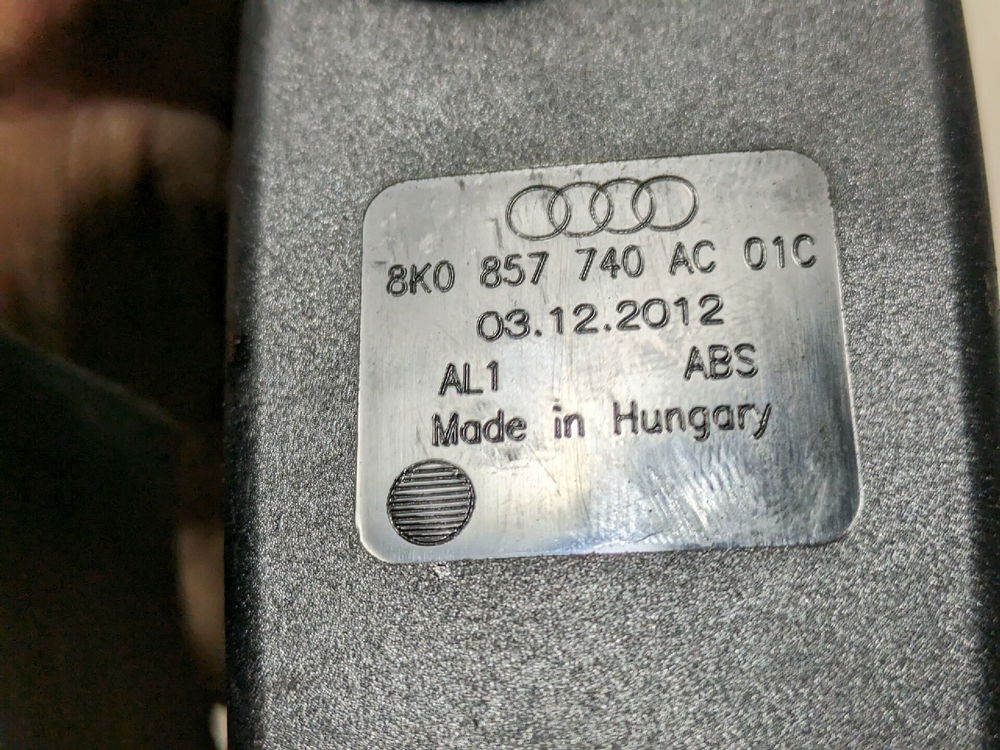 8K0 857 740 AC 01C
03.12.2012
AL1 ABS
Made in Hungary